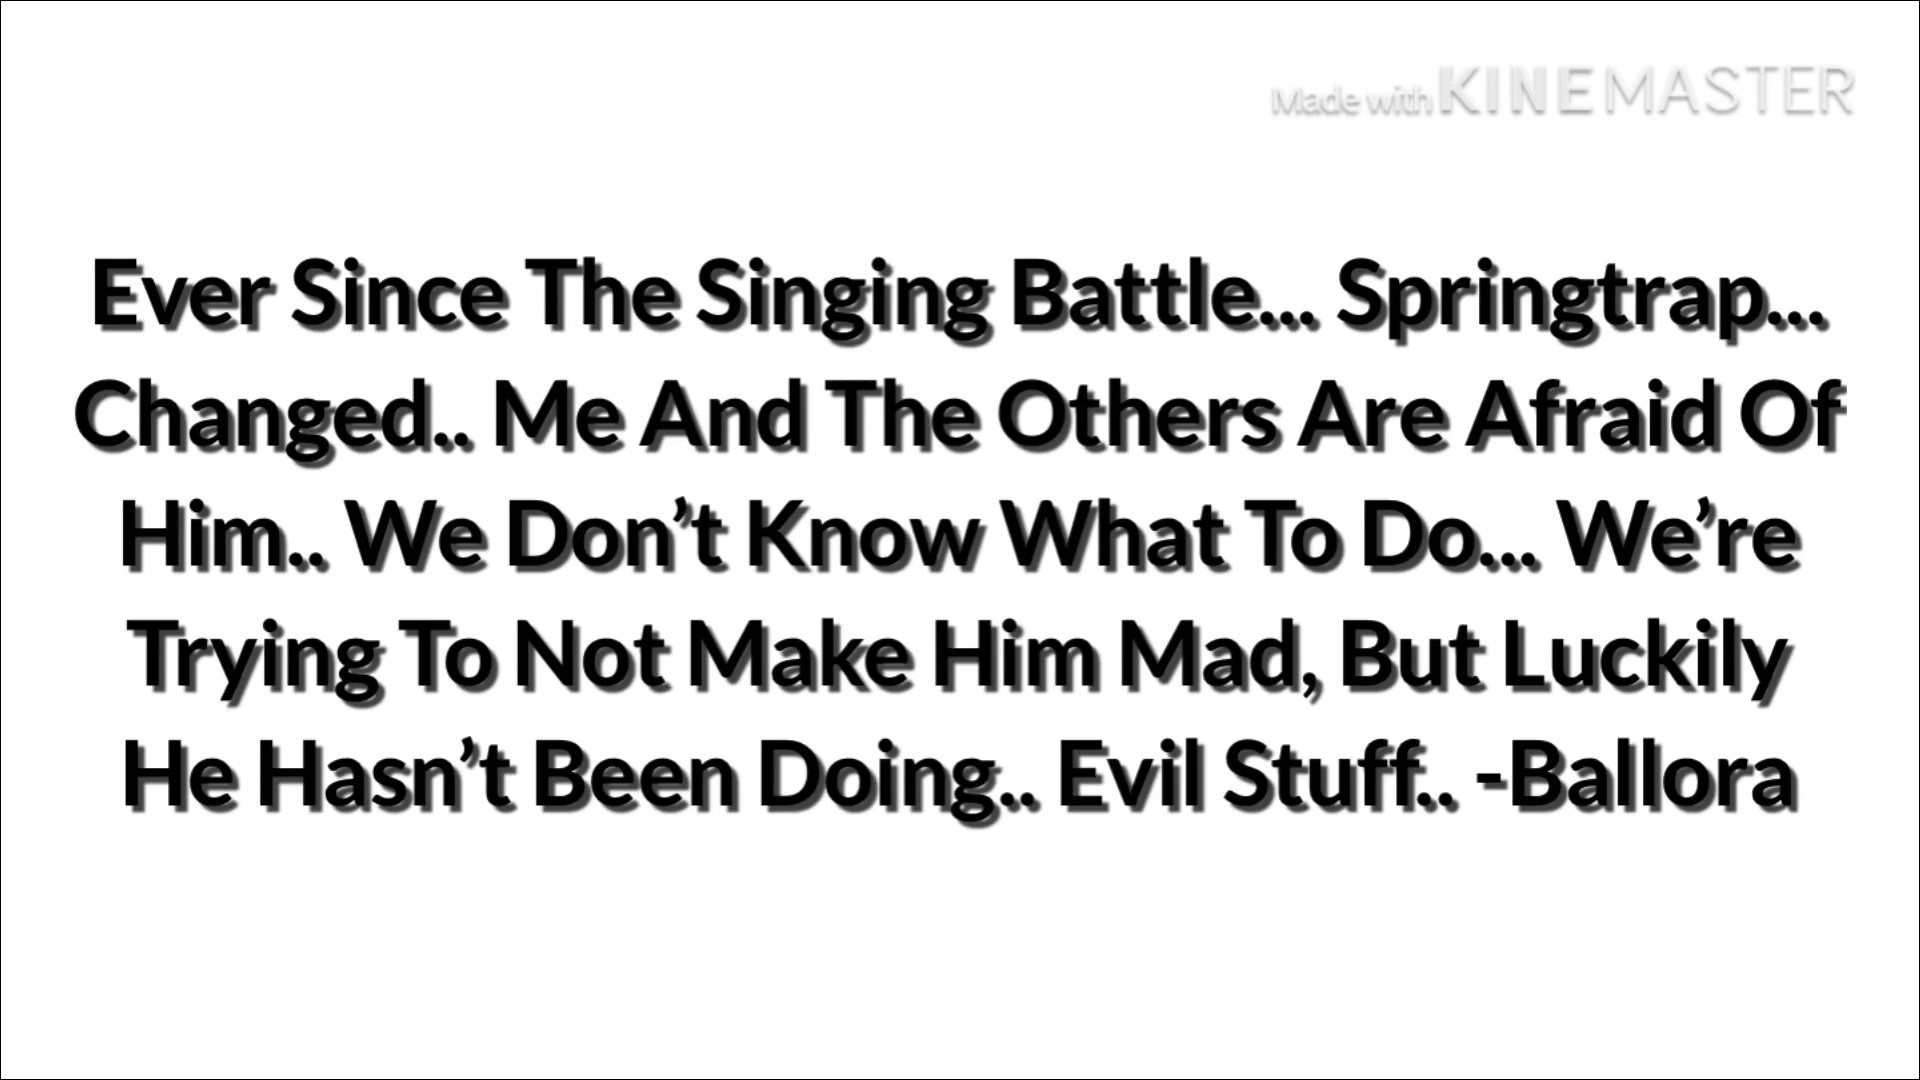 Made with KINEMASTER
Ever Since The Singing Battle... Springtrap...
Changed.. Me And The Others Are Afraid Of
Him.. We Don’t Know What To Do... We’re
Trying To Not Make Him Mad, But Luckily
He Hasn’t Been Doing.. Evil Stuff.. -Ballora